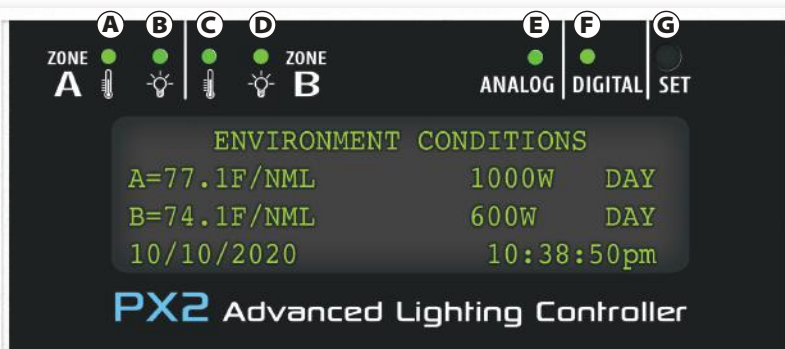 A B C D E F G
ZONE ZONE
A B ANALOG DIGITAL SET
ENVIRONMENT CONDITIONS
A=77.1F/NML 1000W DAY
B=74.1F/NML 600W DAY
10/10/2020 10:38:50pm
PX2 Advanced Lighting Controller